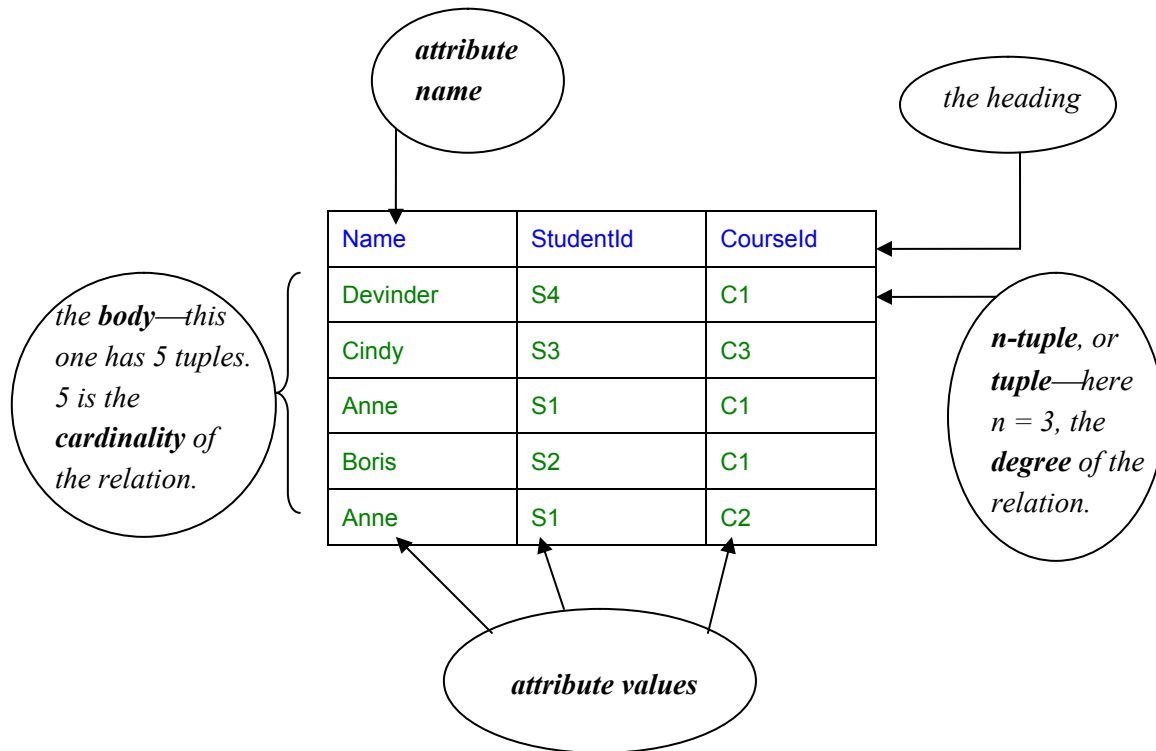 attribute
name
the heading
Name StudentId CourseId
Devinder S4 C1
Cindy S3 C3
Anne S1 C1
Boris S2 C1
Anne S1 C2
the body—this
one has 5 tuples.
5 is the
cardinality of
the relation.
n-tuple, or
tuple—here
n = 3, the
degree of the
relation.
attribute values